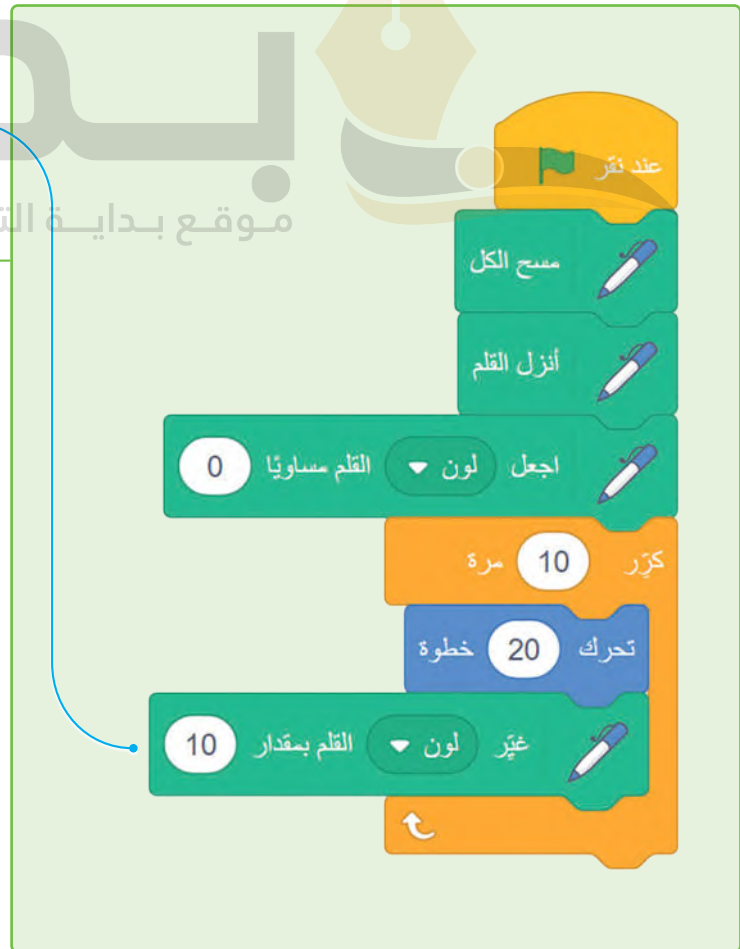 موقع بداية
عند نقر
مسح الكل
أنزل القلم
اجعل لون القلم مساويًا 0
كرّر 10 مرة
تحرك 20 خطوة
غيّر لون القلم بمقدار 10